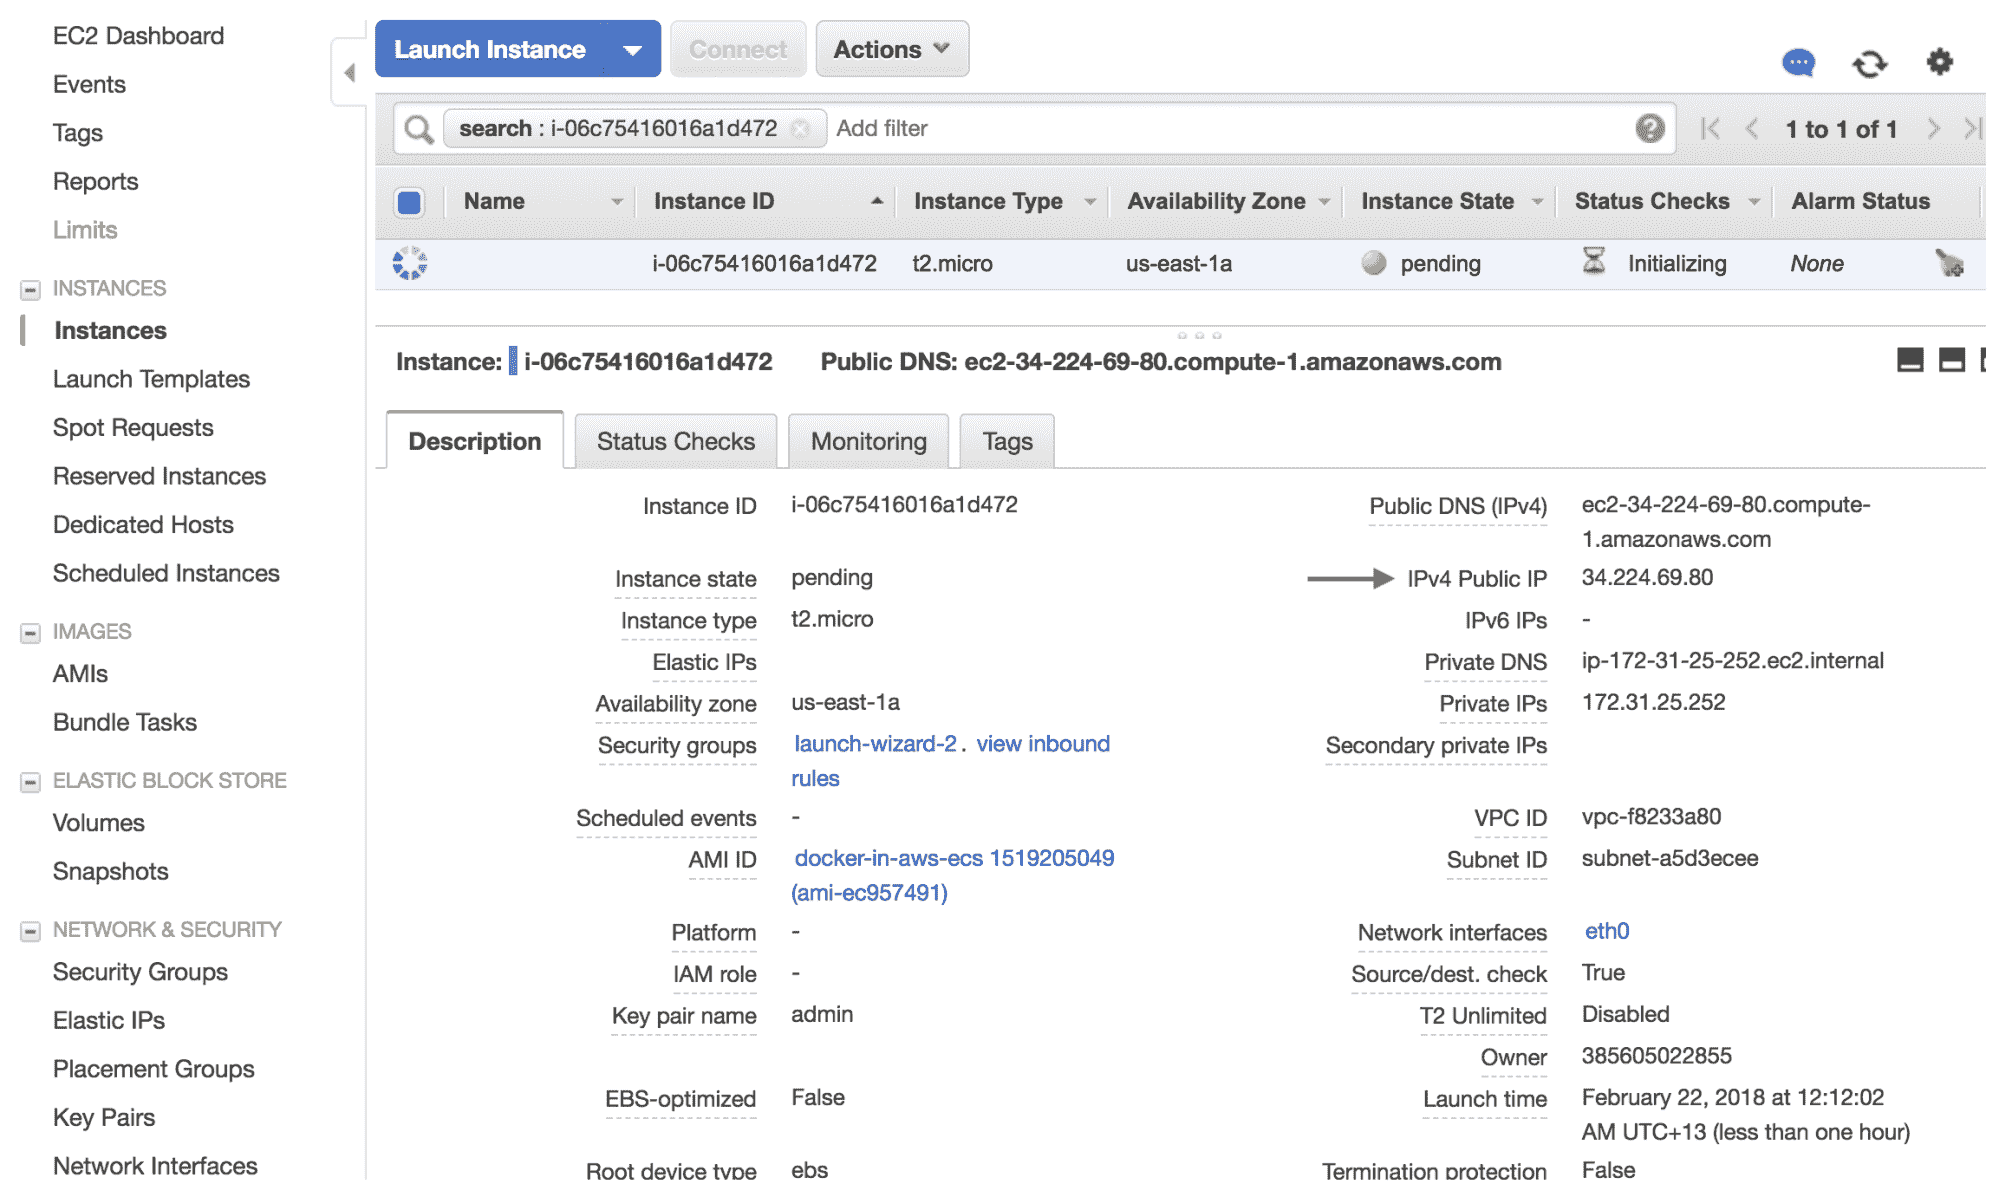 EC2 Dashboard
Events
Tags
Reports
Limits
INSTANCES
Instances
Launch Templates
Spot Requests
Reserved Instances
Dedicated Hosts
Scheduled Instances
IMAGES
AMIs
Bundle Tasks
ELASTIC BLOCK STORE
Volumes
Snapshots
NETWORK & SECURITY
Security Groups
Elastic IPs
Placement Groups
Key Pairs
Network Interfaces
Launch Instance Connect Actions
search : i-06c75416016a1d472 Add filter 1 to 1 of 1
Name Instance ID Instance Type Availability Zone Instance State Status Checks Alarm Status
i-06c75416016a1d472 t2.micro us-east-1a pending Initializing None
Instance: i-06c75416016a1d472 Public DNS: ec2-34-224-69-80.compute-1.amazonaws.com
Description Status Checks Monitoring Tags
Instance ID i-06c75416016a1d472
Instance state pending
Instance type t2.micro
Elastic IPs
Availability zone us-east-1a
Security groups launch-wizard-2 . view inbound
rules
Scheduled events -
AMI ID docker-in-aws-ecs 1519205049
(ami-ec957491)
Platform -
IAM role -
Key pair name admin
EBS-optimized False
Root device type ebs
Public DNS (IPv4) ec2-34-224-69-80.compute-
1.amazonaws.com
IPv4 Public IP 34.224.69.80
IPv6 IPs -
Private DNS ip-172-31-25-252.ec2.internal
Private IPs 172.31.25.252
Secondary private IPs
VPC ID vpc-f8233a80
Subnet ID subnet-a5d3ecee
Network interfaces eth0
Source/dest. check True
T2 Unlimited Disabled
Owner 385605022855
Launch time February 22, 2018 at 12:12:02
AM UTC+13 (less than one hour)
Termination protection False